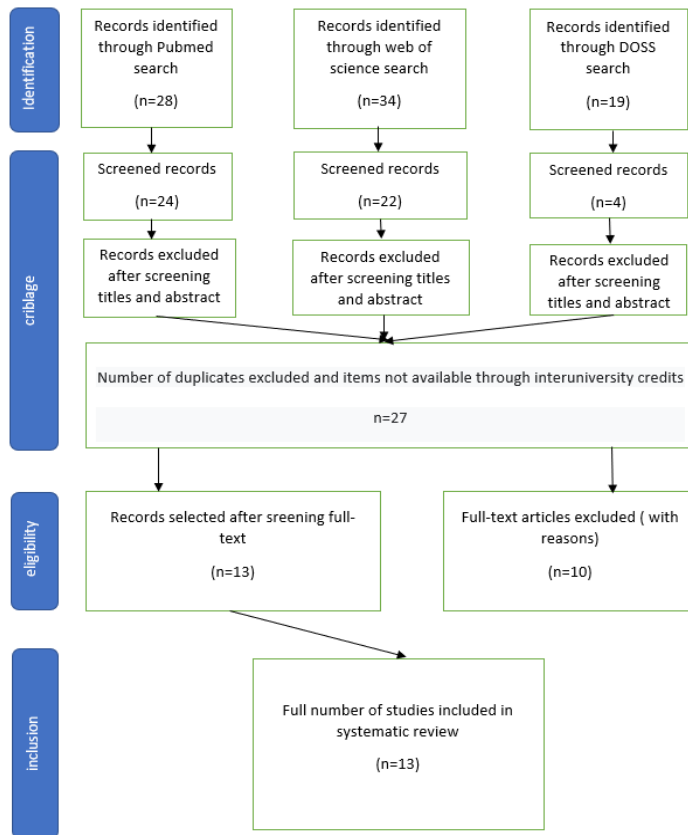 Identification
Records identified
through Pubmed
search
(n=28)
Records identified
through web of
science search
(n=34)
Records identified
through DOSS
search
(n=19)
criblage
Screened records
(n=24)
Screened records
(n=22)
Screened records
(n=4)
Records excluded
after screening
titles and abstract
Records excluded
after screening titles
and abstract
Records excluded
after screening
titles and abstract
Number of duplicates excluded and items not available through interuniversity credits
n=27
eligibility
Records selected after sreening full-
text
(n=13)
Full-text articles excluded ( with
reasons)
(n=10)
inclusion
Full number of studies included in
systematic review
(n=13)